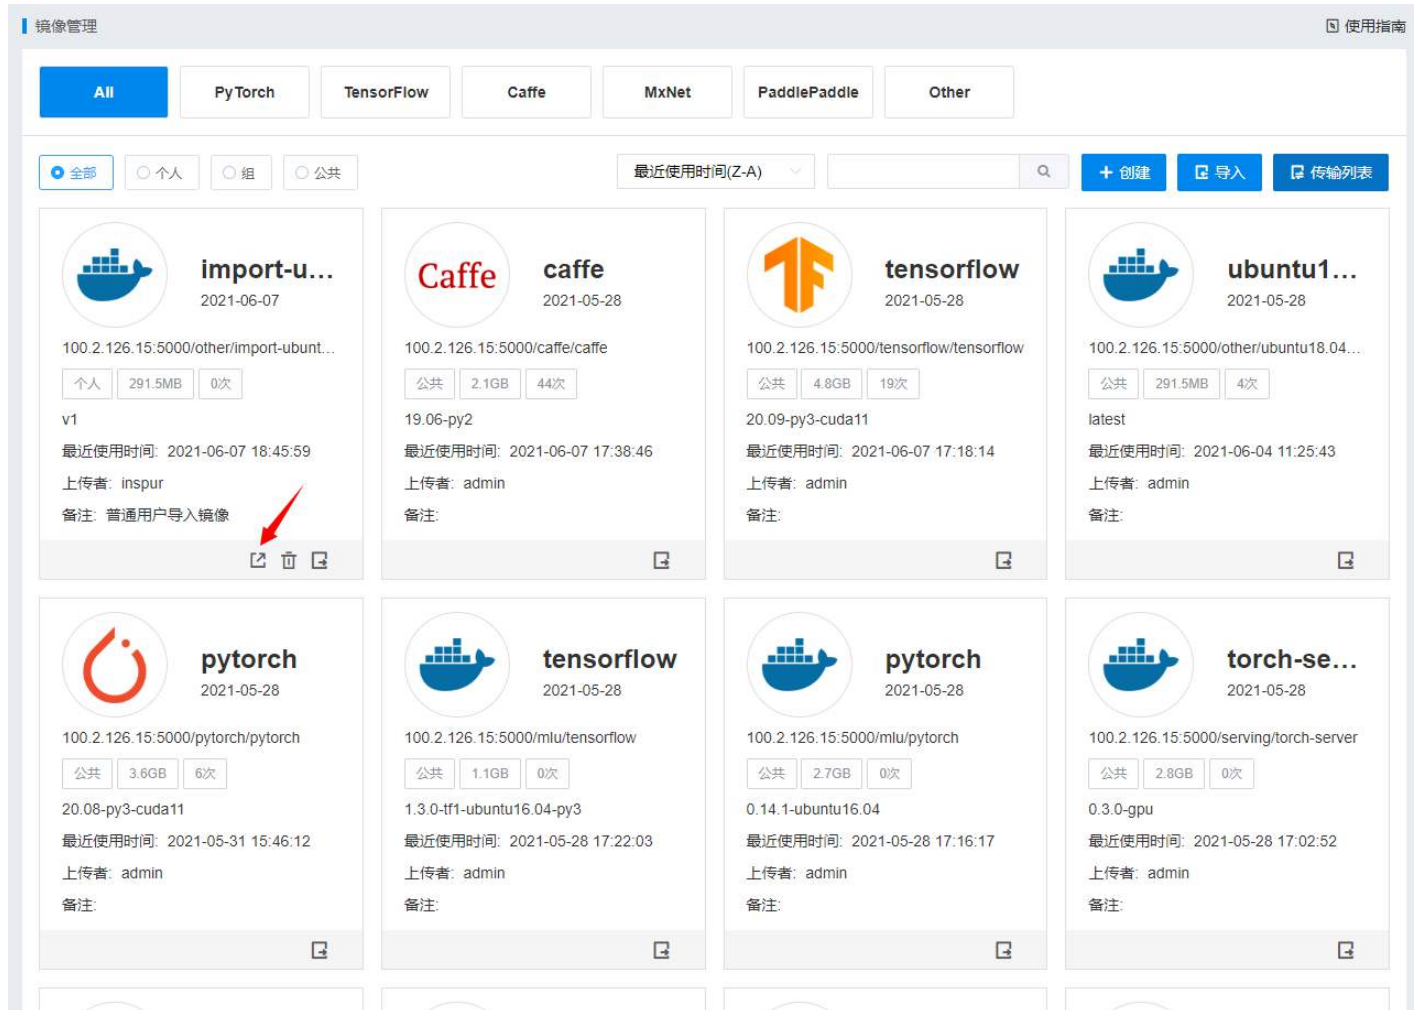 镜像管理
使用指南
All
PyTorch
TensorFlow
Caffe
MxNet
PaddlePaddle
Other
全部
个人
组
公共
最近使用时间(Z-A)
创建
导入
传输列表
import-u...
2021-06-07
100.2.126.15:5000/other/import-ubunt...
个人 291.5MB 0次
v1
最近使用时间: 2021-06-07 18:45:59
上传者: inspur
备注: 普通用户导入镜像
Caffe
caffe
2021-05-28
100.2.126.15:5000/caffe/caffe
公共 2.1GB 44次
19.06-py2
最近使用时间: 2021-06-07 17:38:46
上传者: admin
备注:
tensorflow
2021-05-28
100.2.126.15:5000/tensorflow/tensorflow
公共 4.8GB 19次
20.09-py3-cuda11
最近使用时间: 2021-06-07 17:18:14
上传者: admin
备注:
ubuntu1...
2021-05-28
100.2.126.15:5000/other/ubuntu18.04...
公共 291.5MB 4次
latest
最近使用时间: 2021-06-04 11:25:43
上传者: admin
备注:
pytorch
2021-05-28
100.2.126.15:5000/pytorch/pytorch
公共 3.6GB 6次
20.08-py3-cuda11
最近使用时间: 2021-05-31 15:46:12
上传者: admin
备注:
tensorflow
2021-05-28
100.2.126.15:5000/mlu/tensorflow
公共 1.1GB 0次
1.3.0-tf1-ubuntu16.04-py3
最近使用时间: 2021-05-28 17:22:03
上传者: admin
备注:
pytorch
2021-05-28
100.2.126.15:5000/mlu/pytorch
公共 2.7GB 0次
0.14.1-ubuntu16.04
最近使用时间: 2021-05-28 17:16:17
上传者: admin
备注:
torch-se...
2021-05-28
100.2.126.15:5000/serving/torch-server
公共 2.8GB 0次
0.3.0-gpu
最近使用时间: 2021-05-28 17:02:52
上传者: admin
备注: